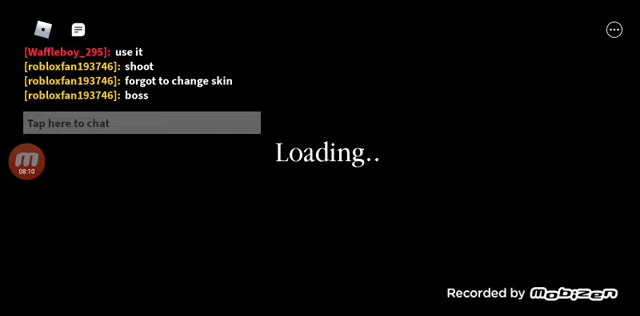 [Waffleboy_295]: use it
[robloxfan193746]: shoot
[robloxfan193746]: forgot to change skin
[robloxfan193746]: boss
Tap here to chat
Loading..
08:10
Recorded by mobizen